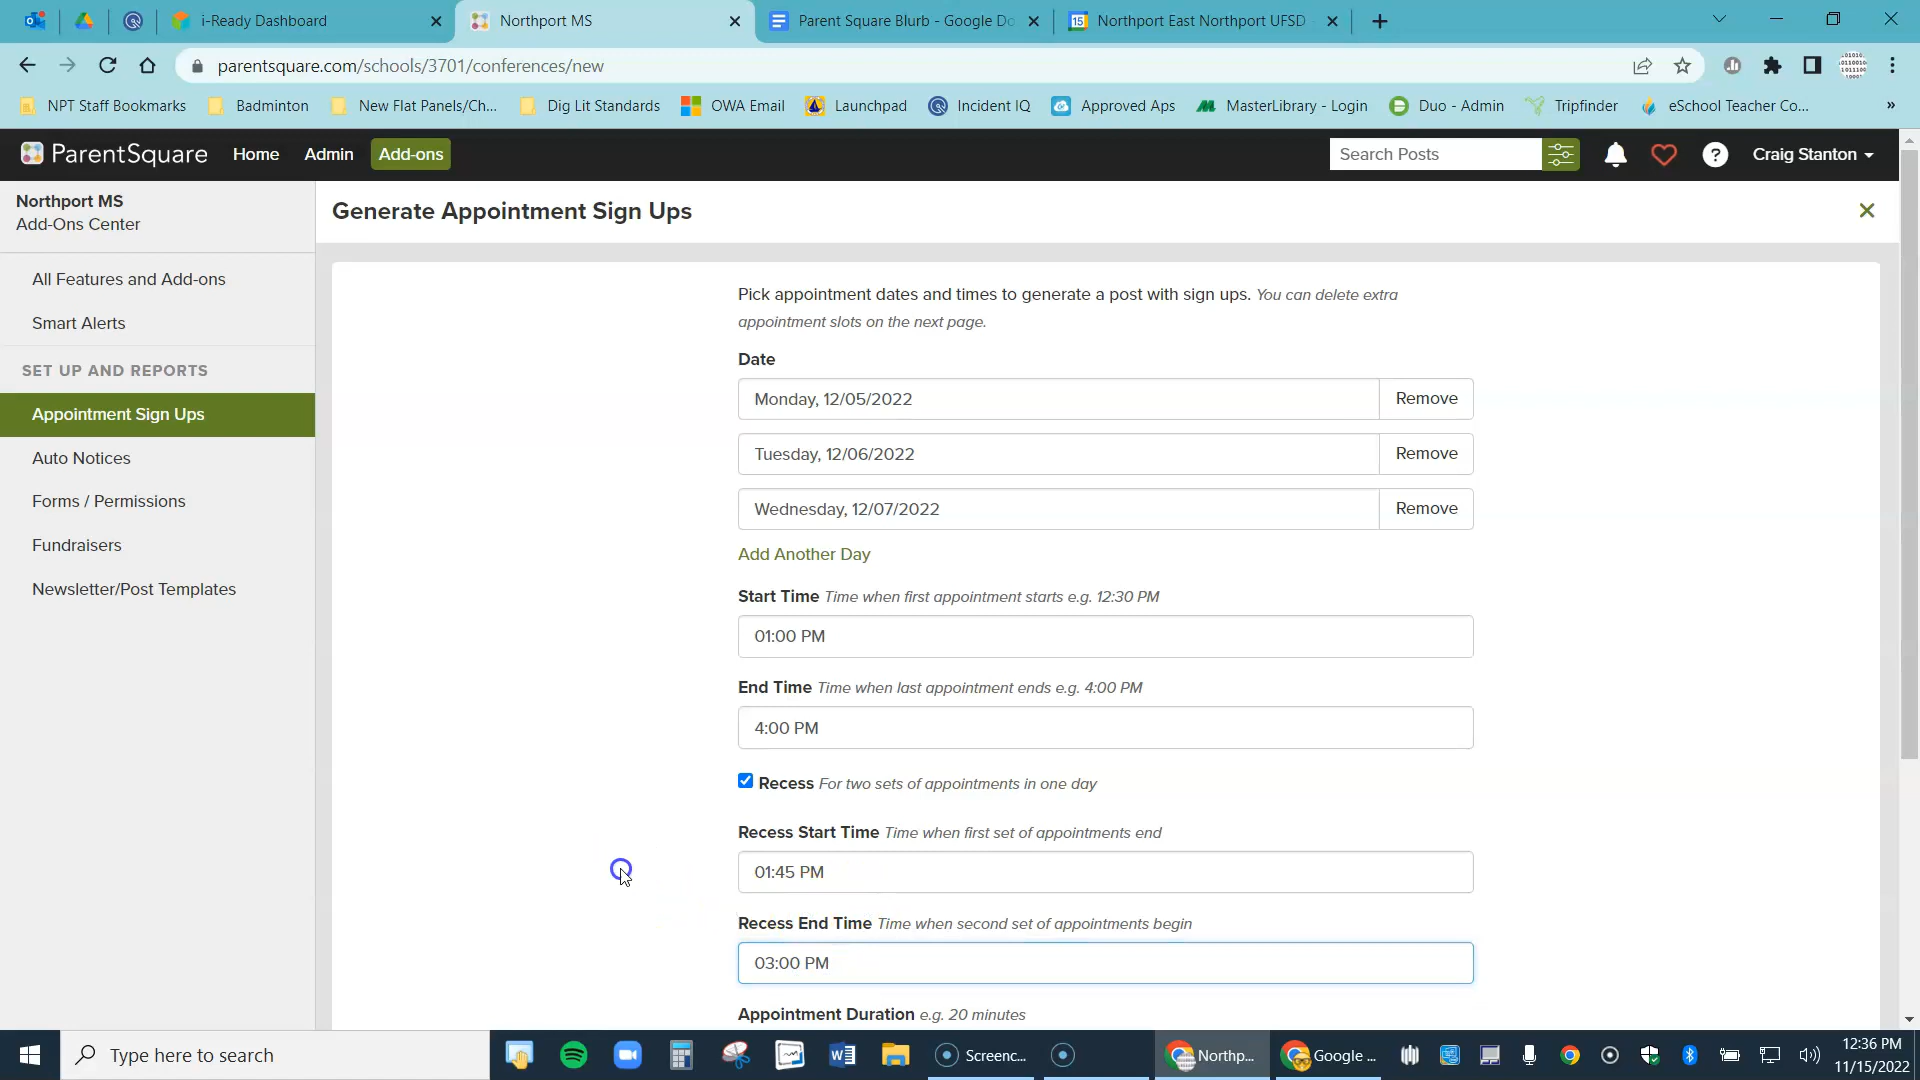 i-Ready Dashboard
Northport MS
Parent Square Blurb - Google Do
15
Northport East Northport UFSD
parentsquare.com/schools/3701/conferences/new
NPT Staff Bookmarks
Badminton
New Flat Panels/Ch...
Dig Lit Standards
OWA Email
Launchpad
Incident IQ
Approved Aps
MasterLibrary - Login
Duo - Admin
Tripfinder
eSchool Teacher Co...
»
ParentSquare
Home
Admin
Add-ons
Search Posts
Craig Stanton
Northport MS
Add-Ons Center
All Features and Add-ons
Smart Alerts
SET UP AND REPORTS
Appointment Sign Ups
Auto Notices
Forms / Permissions
Fundraisers
Newsletter/Post Templates
Generate Appointment Sign Ups
Pick appointment dates and times to generate a post with sign ups. You can delete extra
appointment slots on the next page.
Date
Monday, 12/05/2022 Remove
Tuesday, 12/06/2022 Remove
Wednesday, 12/07/2022 Remove
Add Another Day
Start Time Time when first appointment starts e.g. 12:30 PM
01:00 PM
End Time Time when last appointment ends e.g. 4:00 PM
4:00 PM
Recess For two sets of appointments in one day
Recess Start Time Time when first set of appointments end
01:45 PM
Recess End Time Time when second set of appointments begin
03:00 PM
Appointment Duration e.g. 20 minutes
Type here to search
Screenc...
Northp...
Google ...
12:36 PM
11/15/2022